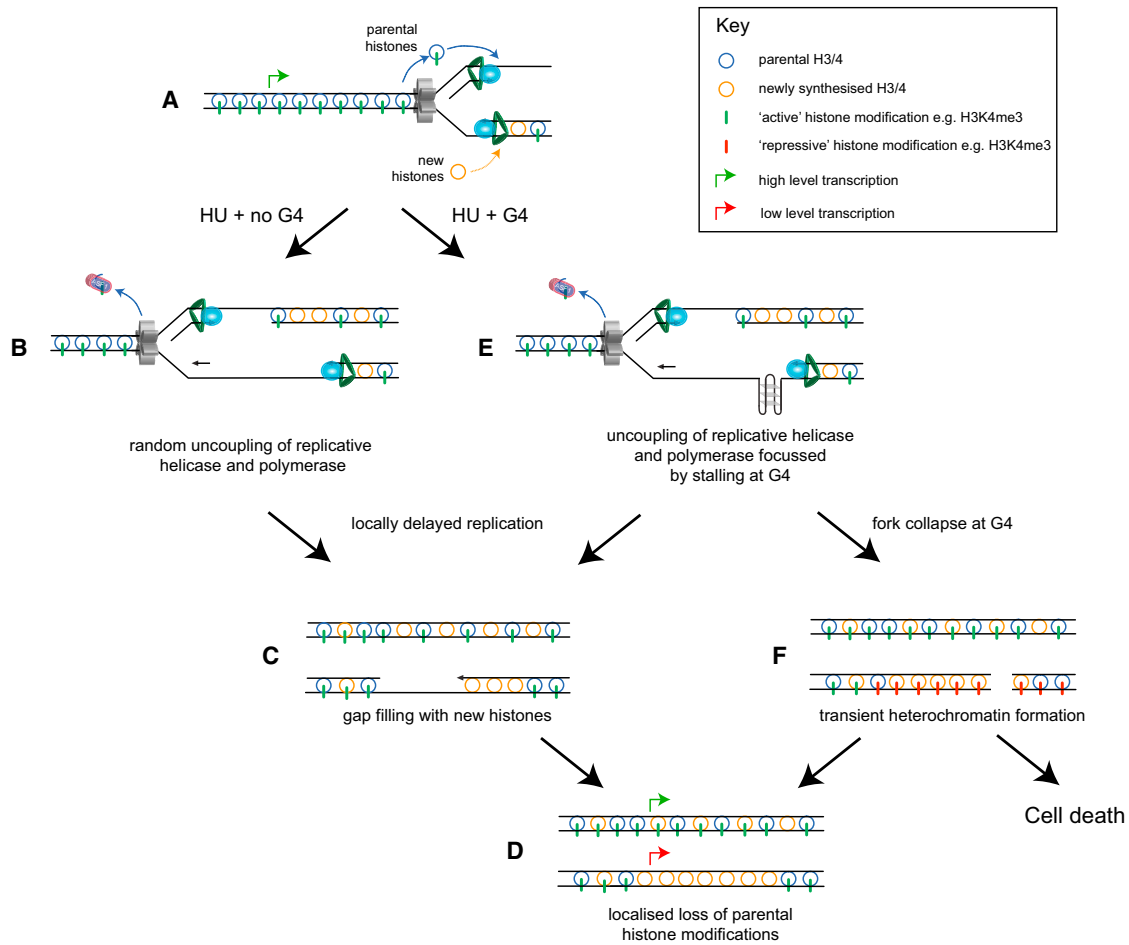 parental
histones
A
new
histones
Key
parental H3/4
newly synthesised H3/4
'active' histone modification e.g. H3K4me3
'repressive' histone modification e.g. H3K4me3
high level transcription
low level transcription
HU + no G4
HU + G4
B
random uncoupling of replicative
helicase and polymerase
E
uncoupling of replicative helicase
and polymerase focussed
by stalling at G4
locally delayed replication
fork collapse at G4
C
gap filling with new histones
F
transient heterochromatin formation
D
localised loss of parental
histone modifications
Cell death